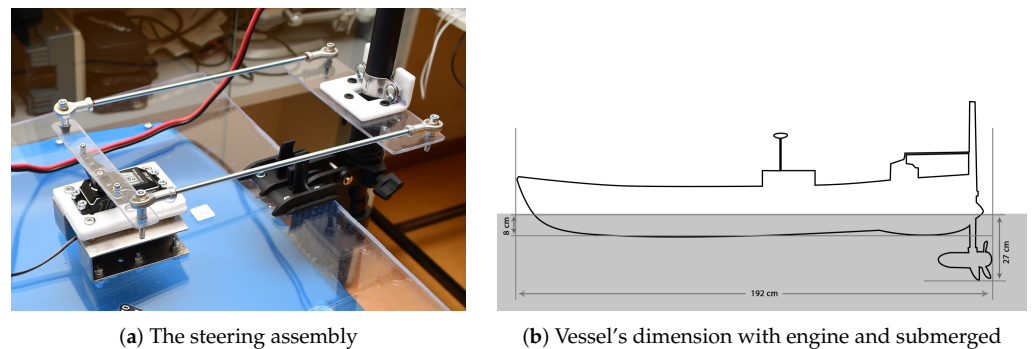 8 cm
27 cm
192 cm
(a) The steering assembly
(b) Vessel's dimension with engine and submerged